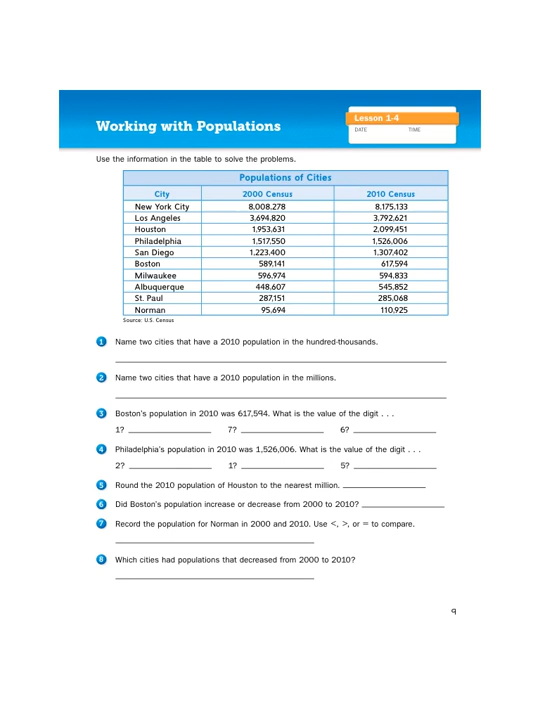 Lesson 1-4
Working with Populations
DATE TIME
Use the information in the table to solve the problems.
Populations of Cities
City 2000 Census 2010 Census
New York City 8,008,278 8,175,133
Los Angeles 3,694,820 3,792,621
Houston 1,953,631 2,099,451
Philadelphia 1,517,550 1,526,006
San Diego 1,223,400 1,307,402
Boston 589,141 617,594
Milwaukee 596,974 594,833
Albuquerque 448,607 545,852
St. Paul 287,151 285,068
Norman 95,694 110,925
Source: U.S. Census
1 Name two cities that have a 2010 population in the hundred-thousands.
2 Name two cities that have a 2010 population in the millions.
3 Boston's population in 2010 was 617,594. What is the value of the digit . . .
1? 7? 6?
4 Philadelphia's population in 2010 was 1,526,006. What is the value of the digit . . .
2? 1? 5?
5 Round the 2010 population of Houston to the nearest million.
6 Did Boston's population increase or decrease from 2000 to 2010?
7 Record the population for Norman in 2000 and 2010. Use <, >, or = to compare.
8 Which cities had populations that decreased from 2000 to 2010?
9